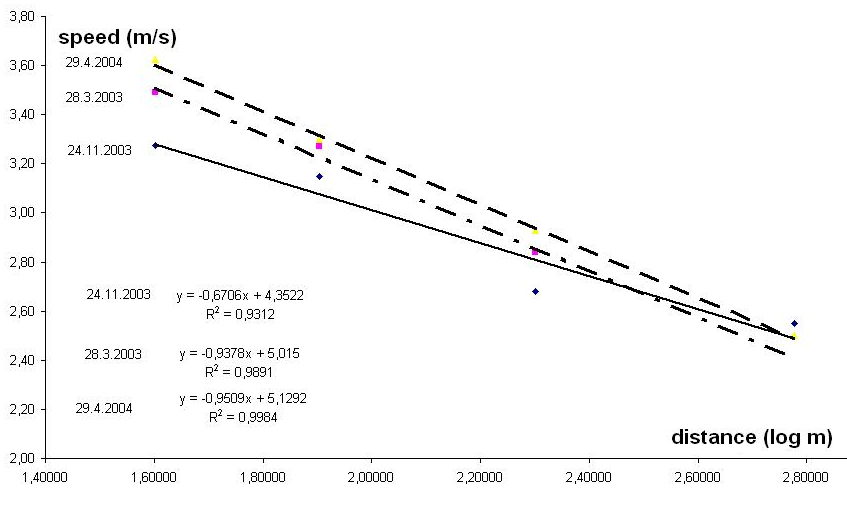 3,80
speed (m/s)
3,60
29.4.2004
28.3.2003
3,40
24.11.2003
3,20
3,00
2,80
24.11.2003 y = -0,6706x + 4,3522
R² = 0,9312
2,60
28.3.2003 y = -0,9378x + 5,015
R² = 0,9891
2,40
29.4.2004 y = -0,9509x + 5,1292
R² = 0,9984
2,20
distance (log m)
2,00
1,40000 1,60000 1,80000 2,00000 2,20000 2,40000 2,60000 2,80000